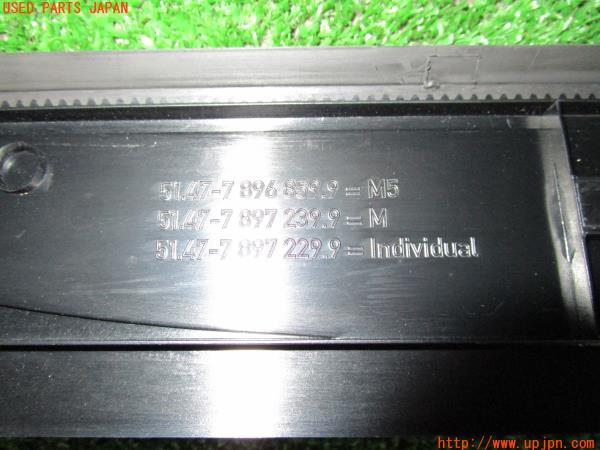 USED PARTS JAPAN
51.47-7 896 859.9 = M5
51.47-7 897 239.9 = M
51.47-7 897 229.9 = Individual
http://www.upjpn.com/